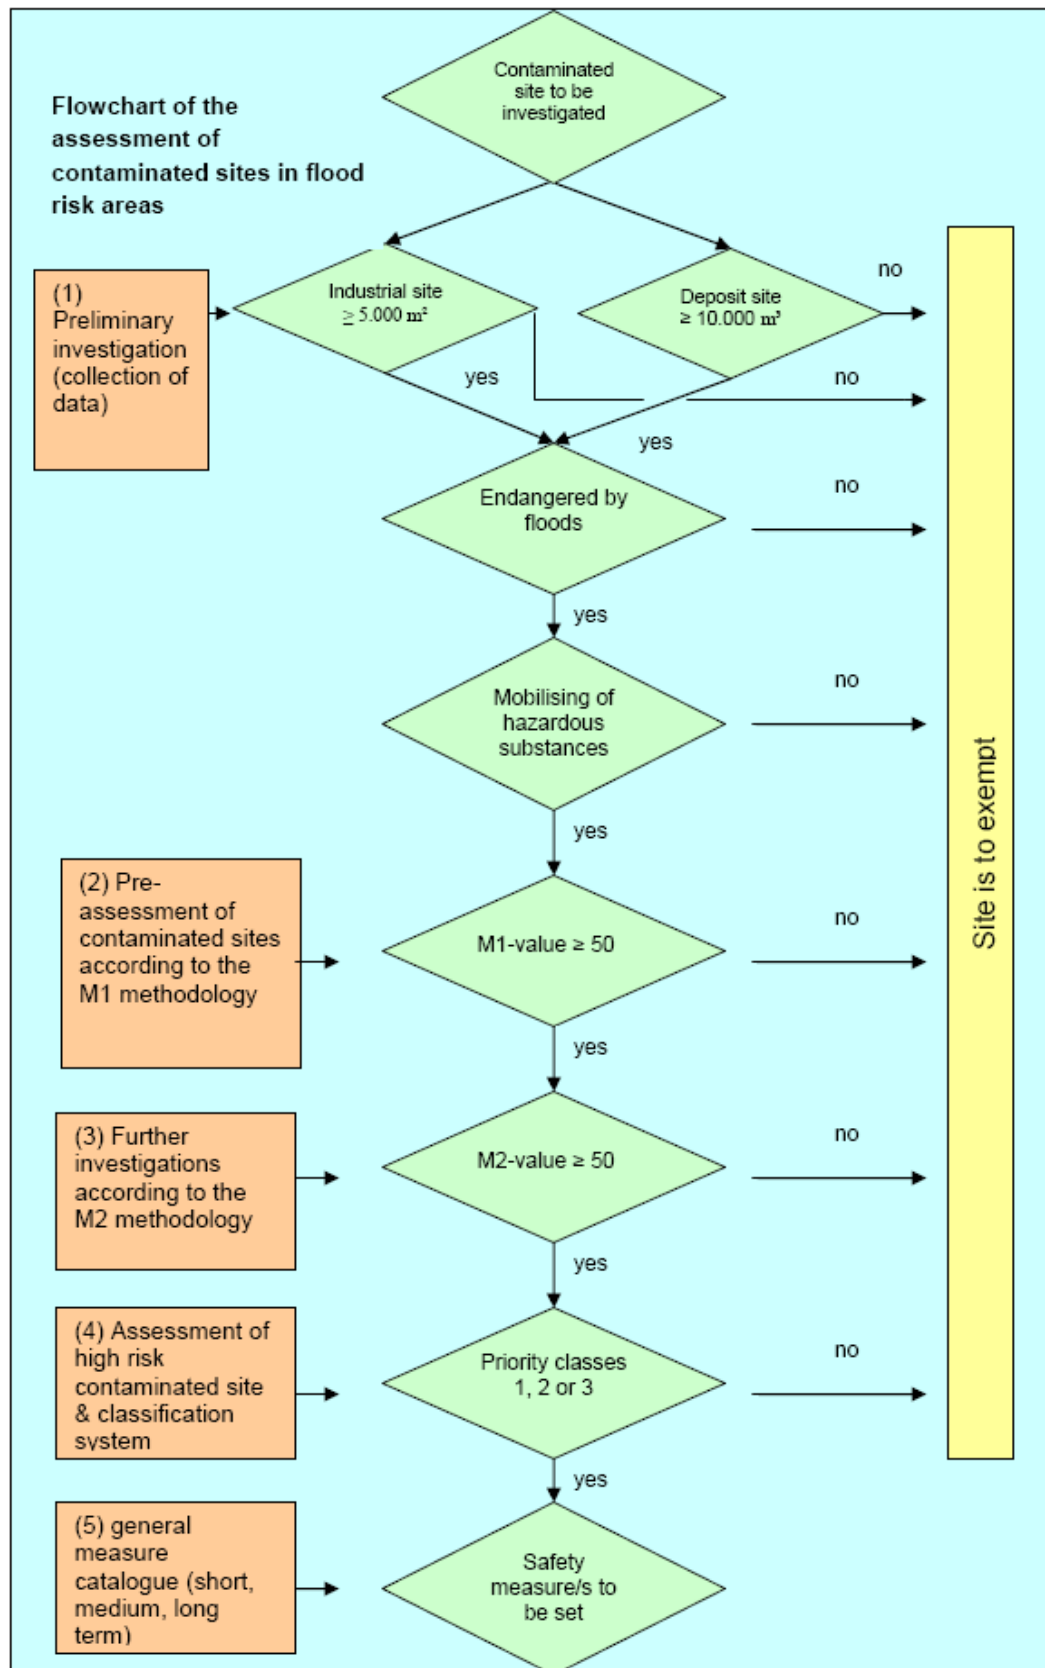 Contaminated
site to be
investigated
Flowchart of the
assessment of
contaminated sites in flood
risk areas
(1)
Preliminary
investigation
(collection of
data)
Industrial site
≥ 5.000 m²
Deposit site
≥ 10.000 m³
no
yes
no
yes
Endangered by
floods
no
yes
Mobilising of
hazardous
substances
no
yes
Site is to exempt
(2) Pre-
assessment of
contaminated sites
according to the
M1 methodology
M1-value ≥ 50
no
yes
(3) Further
investigations
according to the
M2 methodology
M2-value ≥ 50
no
yes
(4) Assessment of
high risk
contaminated site
& classification
system
Priority classes
1, 2 or 3
no
yes
(5) general
measure
catalogue (short,
medium, long
term)
Safety
measure/s to
be set